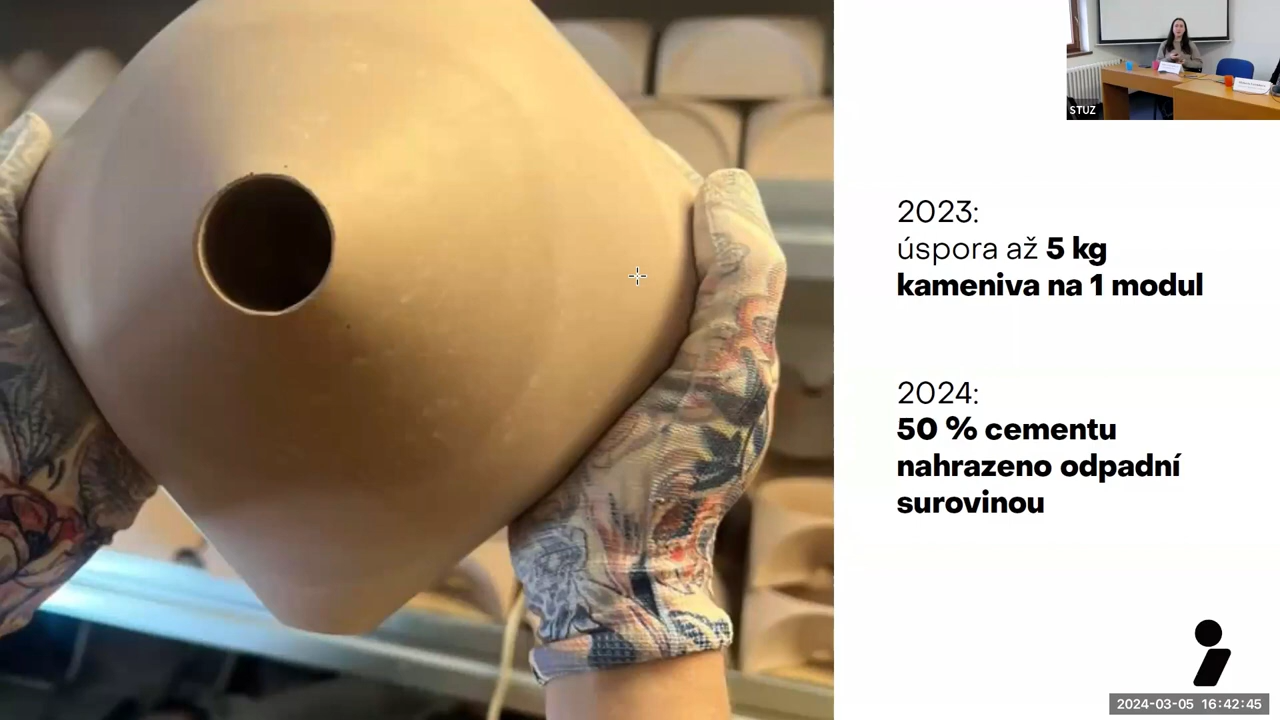 STUZ
2023:
úspora až 5 kg
kameniva na 1 modul
2024:
50 % cementu
nahrazeno odpadní
surovinou
2024-03-05 16:42:45